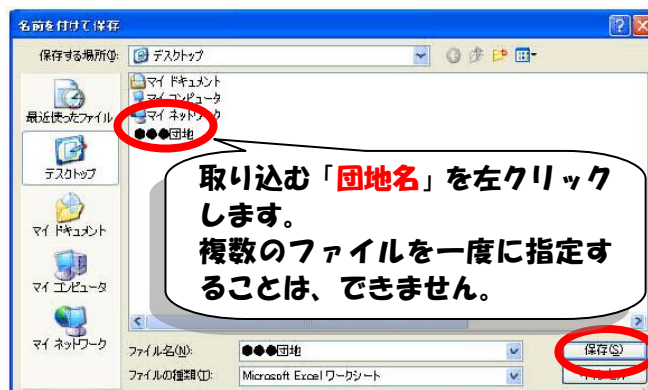 名前を付けて保存
保存する場所(I):
デスクトップ
マイ ドキュメント
マイ コンピュータ
マイ ネットワーク
●●●団地
最近使ったファイル
デスクトップ
マイ ドキュメント
マイ コンピュータ
マイ ネットワーク
取り込む「団地名」を左クリック
します。
複数のファイルを一度に指定す
ることは、できません。
ファイル名(N):
●●●団地
保存(S)
ファイルの種類(T):
Microsoft Excel ワークシート
キャンセル